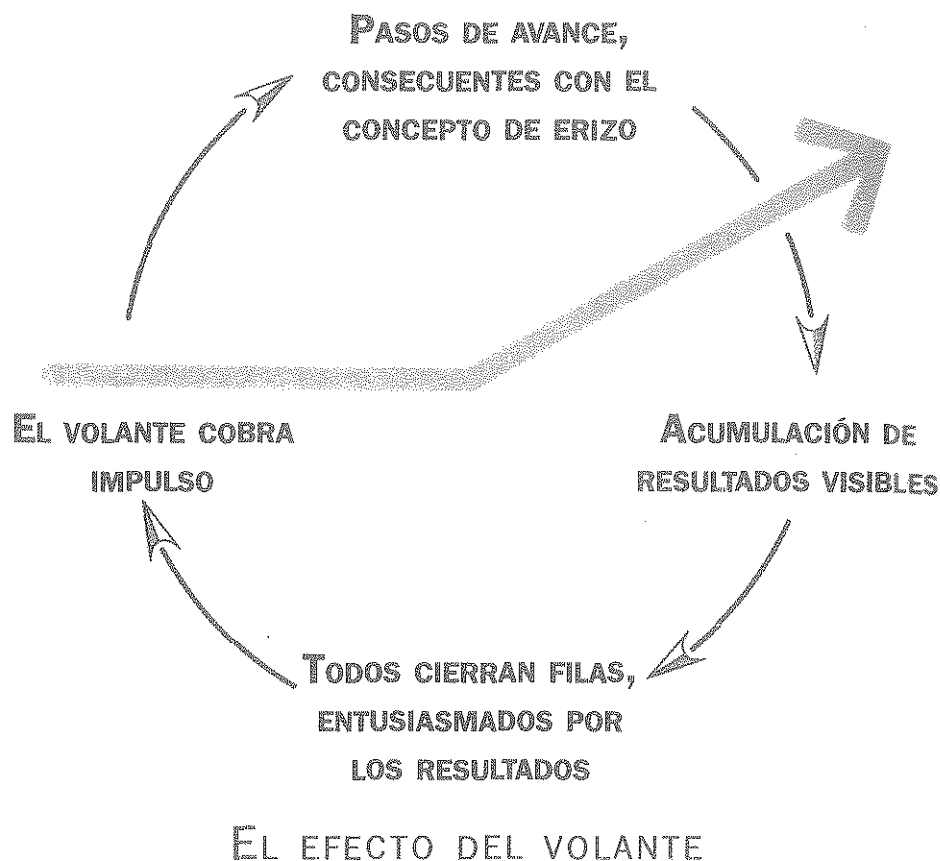 PASOS DE AVANCE,
CONSECUENTES CON EL
CONCEPTO DE ERIZO
EL VOLANTE COBRA
IMPULSO
ACUMULACIÓN DE
RESULTADOS VISIBLES
TODOS CIERRAN FILAS,
ENTUSIASMADOS POR
LOS RESULTADOS
EL EFECTO DEL VOLANTE